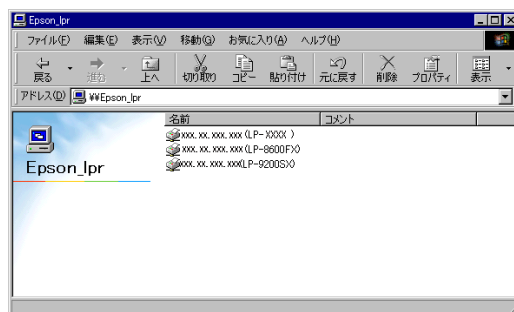 Epson_lpr
ファイル(F) 編集(E) 表示(V) 移動(G) お気に入り(A) ヘルプ(H)
戻る 進む 上へ 切り取り コピー 貼り付け 元に戻す 削除 プロパティ 表示
アドレス(D) \\Epson_lpr
名前 コメント
Epson_lpr
xxx.xx.xxx.xxx (LP-XXXX )
xxx.xx.xxx.xxx (LP-8600FX)
xxx.xx.xxx.xxx(LP-9200SX)